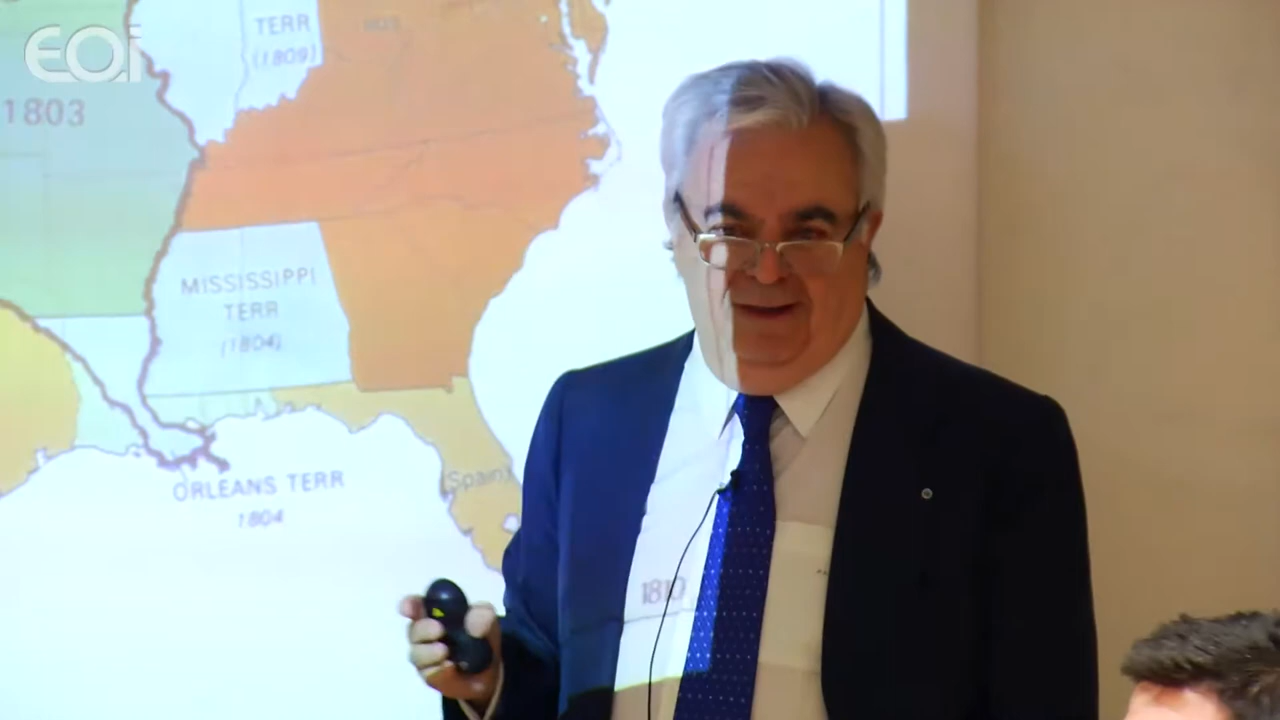 EOi
TERR
(1809)
1803
MISSISSIPPI
TERR
(1804)
(Spain)
ORLEANS TERR
1804
1810